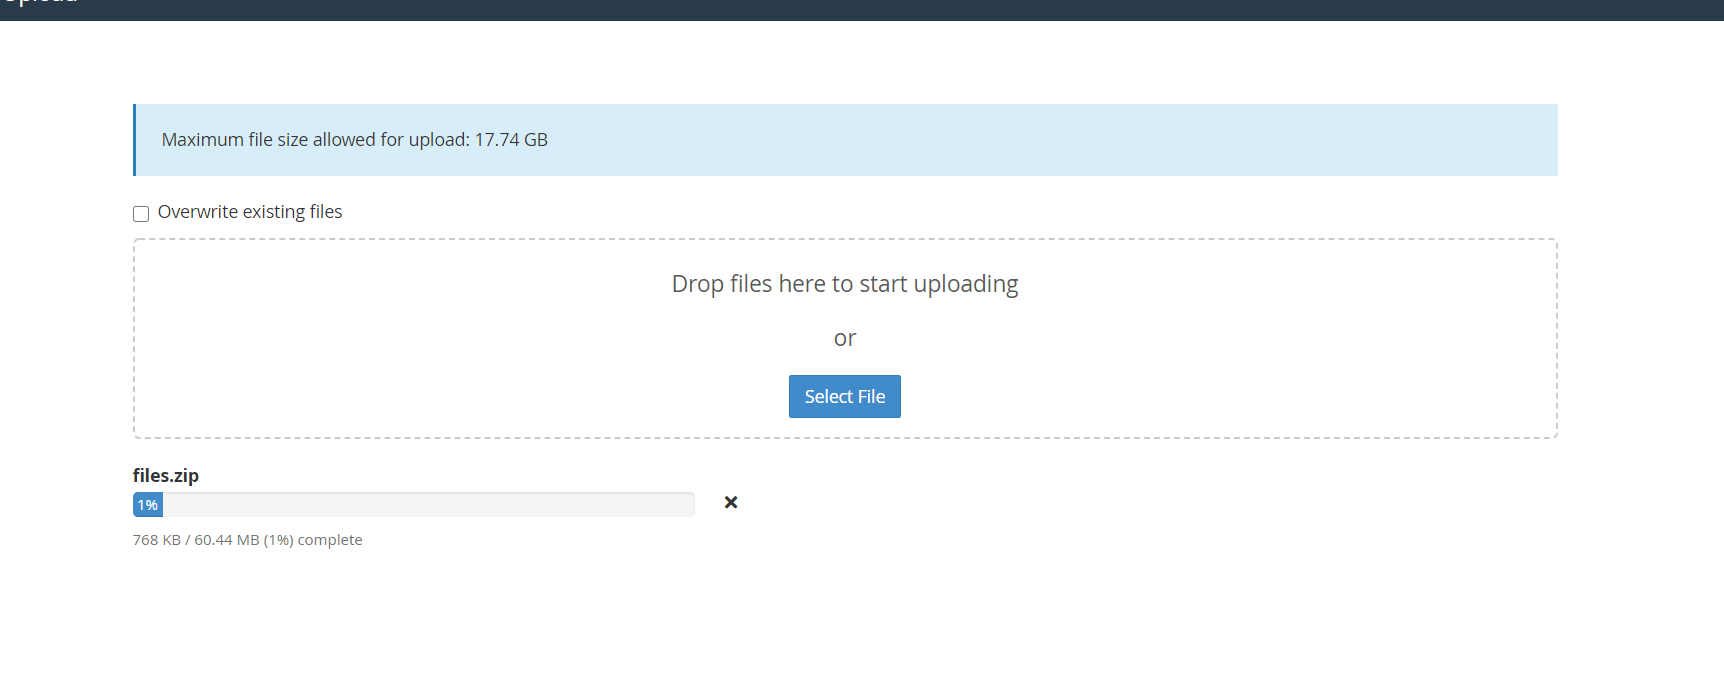 Maximum file size allowed for upload: 17.74 GB
Overwrite existing files
Drop files here to start uploading
or
Select File
files.zip
1%
768 KB / 60.44 MB (1%) complete